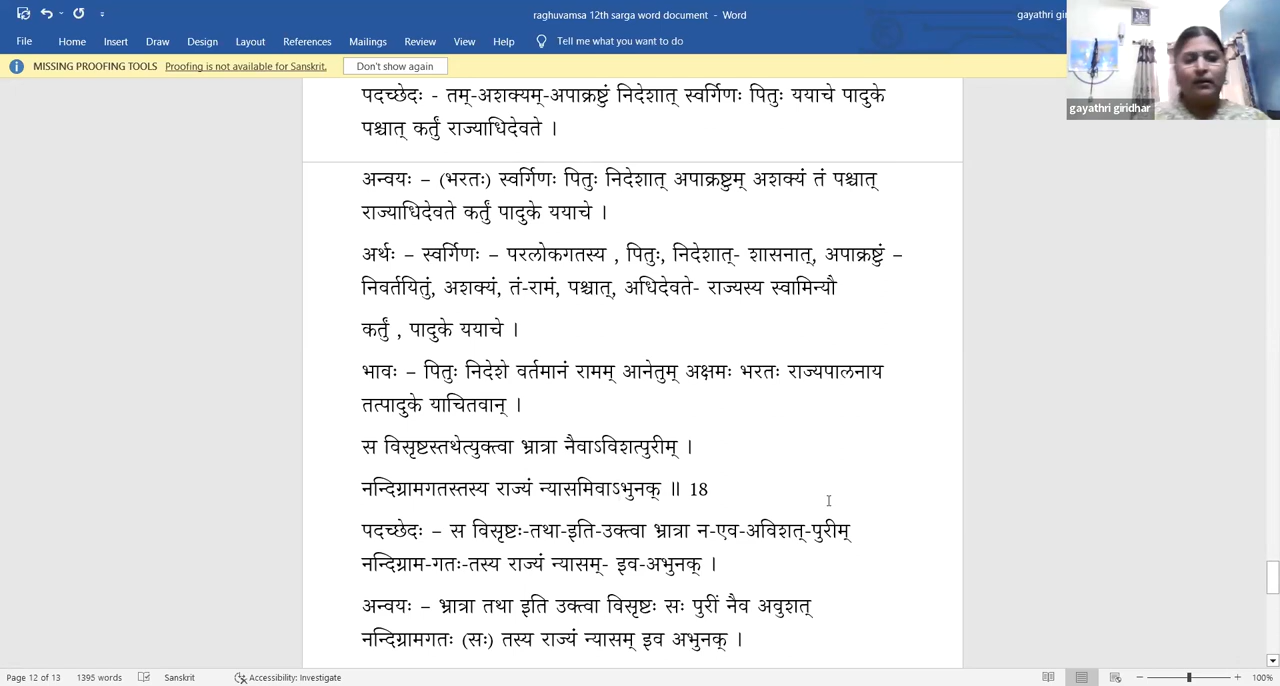 raghuvamsa 12th sarga word document - Word
gayathri gir
File Home Insert Draw Design Layout References Mailings Review View Help Tell me what you want to do
MISSING PROOFING TOOLS Proofing is not available for Sanskrit. Don't show again
gayathri giridhar
पदच्छेदः - तम्-अशक्यम्-अपाक्रष्टुं निदेशात् स्वर्गिणः पितुः ययाचे पादुके
पश्चात् कर्तुं राज्याधिदेवते ।
अन्वयः – (भरतः) स्वर्गिणः पितुः निदेशात् अपाक्रष्टुम् अशक्यं तं पश्चात्
राज्याधिदेवते कर्तुं पादुके ययाचे ।
अर्थः – स्वर्गिणः – परलोकगतस्य , पितुः, निदेशात्- शासनात्, अपाक्रष्टुं –
निवर्तयितुं, अशक्यं, तं-रामं, पश्चात्, अधिदेवते- राज्यस्य स्वामिन्यौ
कर्तुं , पादुके ययाचे ।
भावः – पितुः निदेशे वर्तमानं रामम् आनेतुम् अक्षमः भरतः राज्यपालनाय
तत्पादुके याचितवान् ।
स विसृष्टस्तथेत्युक्त्वा भ्रात्रा नैवाऽविशत्पुरीम् ।
नन्दिग्रामगतस्तस्य राज्यं न्यासमिवाऽभुनक् ॥ 18
पदच्छेदः – स विसृष्टः-तथा-इति-उक्त्वा भ्रात्रा न-एव-अविशत्-पुरीम्
नन्दिग्राम-गतः-तस्य राज्यं न्यासम्- इव-अभुनक् ।
अन्वयः – भ्रात्रा तथा इति उक्त्वा विसृष्टः सः पुरीं नैव अवुशत्
नन्दिग्रामगतः (सः) तस्य राज्यं न्यासम् इव अभुनक् ।
Page 12 of 13 1395 words Sanskrit Accessibility: Investigate 100%